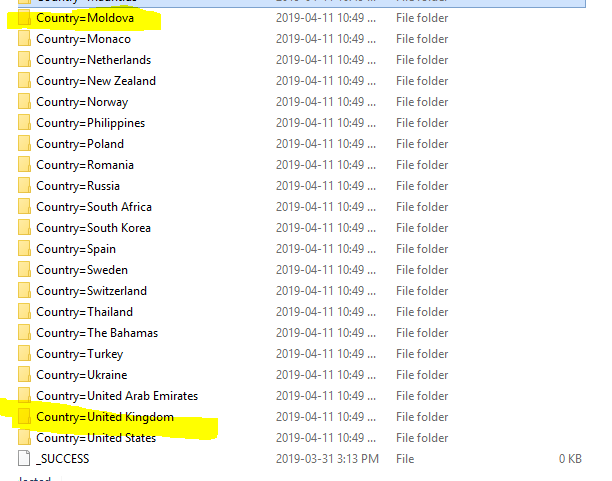 Country=Moldova 2019-04-11 10:49 ... File folder
Country=Monaco 2019-04-11 10:49 ... File folder
Country=Netherlands 2019-04-11 10:49 ... File folder
Country=New Zealand 2019-04-11 10:49 ... File folder
Country=Norway 2019-04-11 10:49 ... File folder
Country=Philippines 2019-04-11 10:49 ... File folder
Country=Poland 2019-04-11 10:49 ... File folder
Country=Romania 2019-04-11 10:49 ... File folder
Country=Russia 2019-04-11 10:49 ... File folder
Country=South Africa 2019-04-11 10:49 ... File folder
Country=South Korea 2019-04-11 10:49 ... File folder
Country=Spain 2019-04-11 10:49 ... File folder
Country=Sweden 2019-04-11 10:49 ... File folder
Country=Switzerland 2019-04-11 10:49 ... File folder
Country=Thailand 2019-04-11 10:49 ... File folder
Country=The Bahamas 2019-04-11 10:49 ... File folder
Country=Turkey 2019-04-11 10:49 ... File folder
Country=Ukraine 2019-04-11 10:49 ... File folder
Country=United Arab Emirates 2019-04-11 10:49 ... File folder
Country=United Kingdom 2019-04-11 10:49 ... File folder
Country=United States 2019-04-11 10:49 ... File folder
_SUCCESS 2019-03-31 3:13 PM File 0 KB